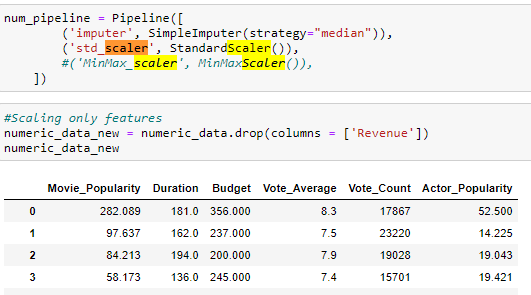 num_pipeline = Pipeline([
('imputer', SimpleImputer(strategy="median")),
('std_scaler', StandardScaler()),
#('MinMax_scaler', MinMaxScaler()),
])
#Scaling only features
numeric_data_new = numeric_data.drop(columns = ['Revenue'])
numeric_data_new
Movie_Popularity Duration Budget Vote_Average Vote_Count Actor_Popularity
0 282.089 181.0 356.000 8.3 17867 52.500
1 97.637 162.0 237.000 7.5 23220 14.225
2 84.213 194.0 200.000 7.9 19028 19.043
3 58.173 136.0 245.000 7.4 15701 19.421